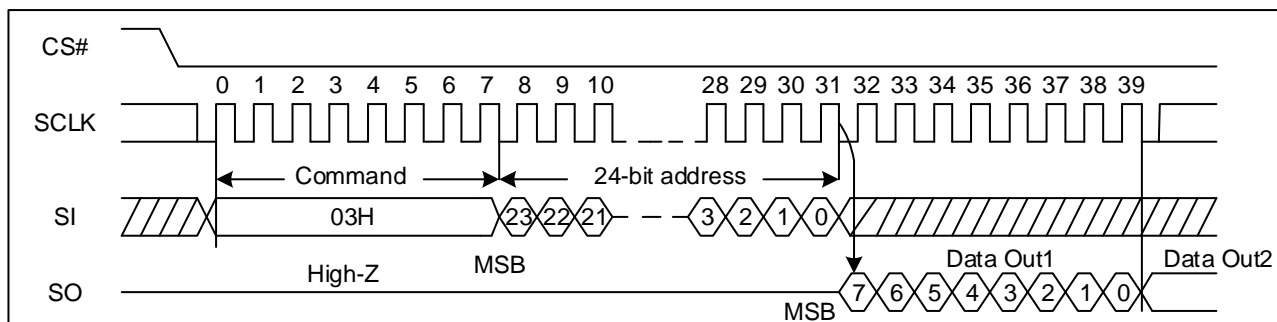 CS#
0 1 2 3 4 5 6 7 8 9 10 28 29 30 31 32 33 34 35 36 37 38 39
SCLK
Command 24-bit address
SI 03H 23 22 21 3 2 1 0
High-Z MSB Data Out1 Data Out2
SO 7 6 5 4 3 2 1 0
MSB